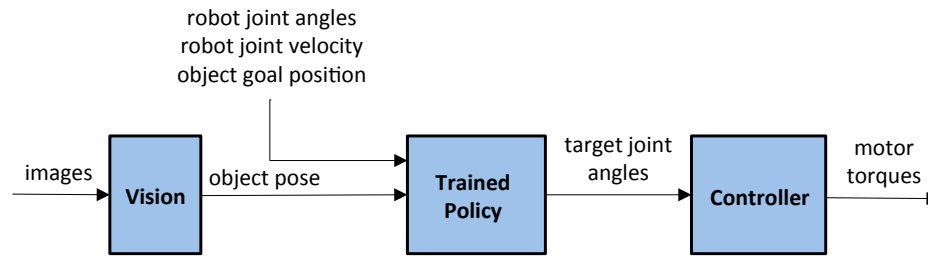 robot joint angles
robot joint velocity
object goal position
images
Vision
object pose
Trained
Policy
target joint
angles
Controller
motor
torques